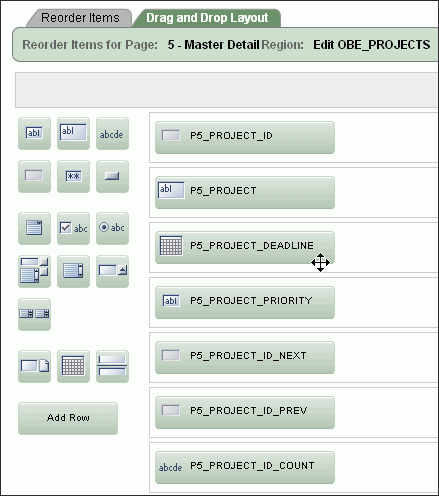 Reorder Items Drag and Drop Layout
Reorder Items for Page: 5 - Master Detail Region: Edit OBE_PROJECTS
abl abl abcde P5_PROJECT_ID
**
abl P5_PROJECT
abc abc
P5_PROJECT_DEADLINE
abl P5_PROJECT_PRIORITY
P5_PROJECT_ID_NEXT
Add Row P5_PROJECT_ID_PREV
abcde P5_PROJECT_ID_COUNT